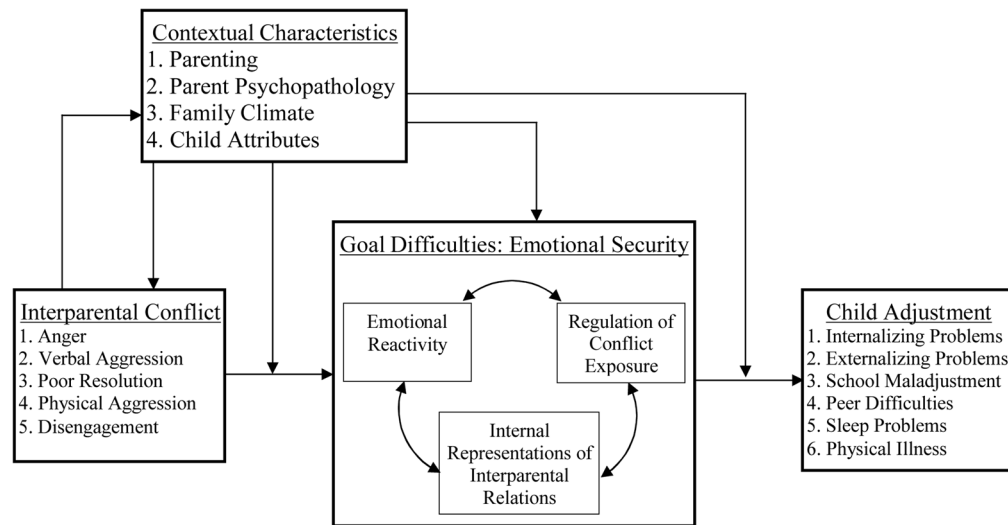 Contextual Characteristics
1. Parenting
2. Parent Psychopathology
3. Family Climate
4. Child Attributes
Goal Difficulties: Emotional Security
Interparental Conflict
1. Anger
2. Verbal Aggression
3. Poor Resolution
4. Physical Aggression
5. Disengagement
Emotional
Reactivity
Regulation of
Conflict
Exposure
Internal
Representations of
Interparental
Relations
Child Adjustment
1. Internalizing Problems
2. Externalizing Problems
3. School Maladjustment
4. Peer Difficulties
5. Sleep Problems
6. Physical Illness